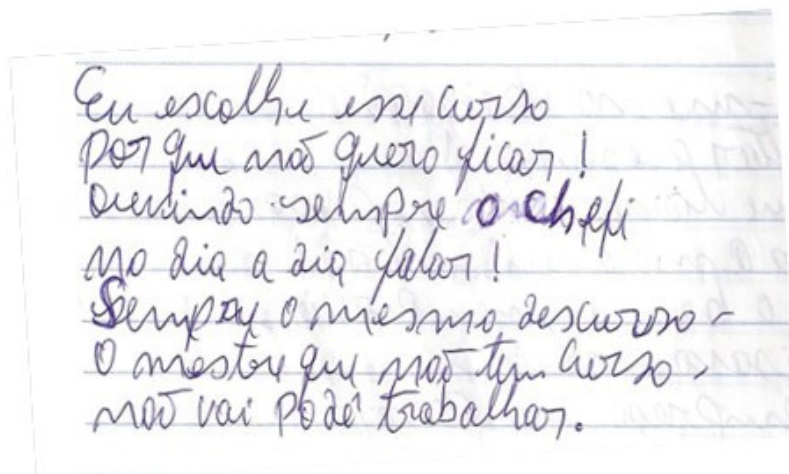 Eu escolhe esse curso
Por que não quero ficar!
ouvindo sempre o chefi
no dia a dia falar!
Sempre o mesmo descurso -
O mestre que não tem curso -
não vai podê trabalhar.